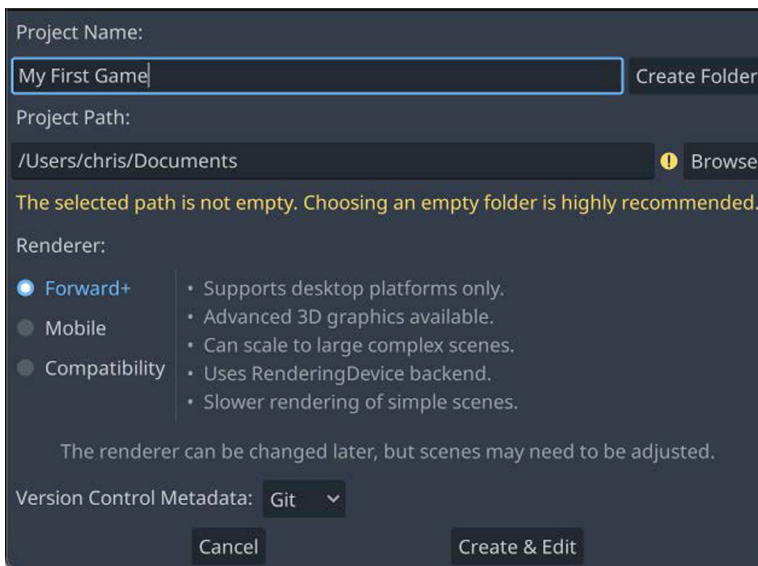 Project Name:
My First Game
Create Folder
Project Path:
/Users/chris/Documents
Browse
The selected path is not empty. Choosing an empty folder is highly recommended.
Renderer:
Forward+
Mobile
Compatibility
• Supports desktop platforms only.
• Advanced 3D graphics available.
• Can scale to large complex scenes.
• Uses RenderingDevice backend.
• Slower rendering of simple scenes.
The renderer can be changed later, but scenes may need to be adjusted.
Version Control Metadata: Git
Cancel
Create & Edit